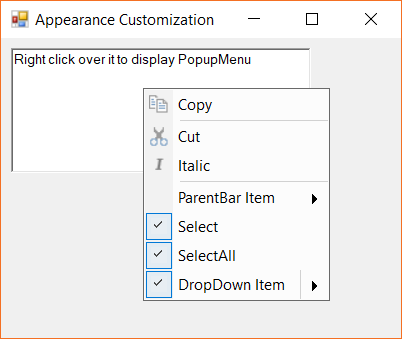 Appearance Customization
Right click over it to display PopupMenu
Copy
Cut
Italic
ParentBar Item
Select
SelectAll
DropDown Item